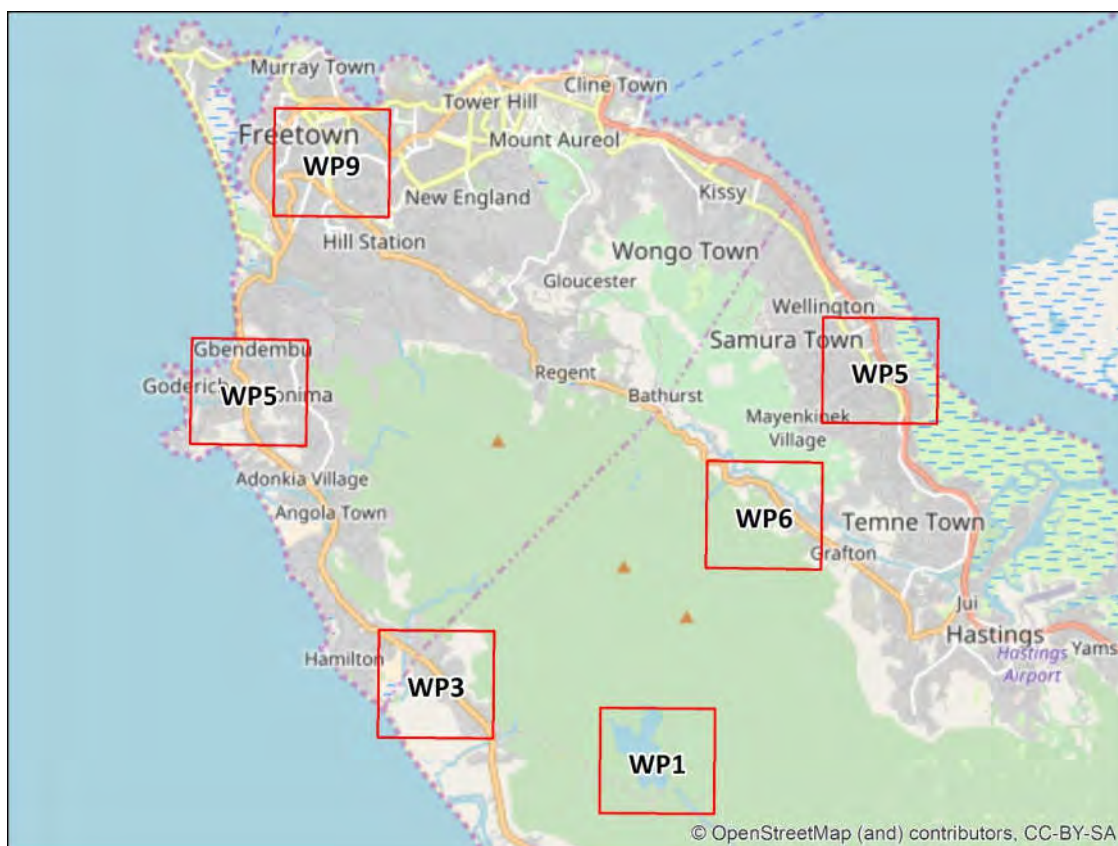 Murray Town
Cline Town
Tower Hill
Freetown
Mount Aureol
WP9
Kissy
New England
Hill Station
Wongo Town
Gloucester
Wellington
Samura Town
Gbendembu
WP5
Regent
Goderich
WP5
onima
Bathurst
Mayenkinek
Village
Adonkia Village
Angola Town
WP6
Temne Town
Grafton
Jui
Hastings
Hamilton
Hastings
Airport
Yams
WP3
WP1
© OpenStreetMap (and) contributors, CC-BY-SA